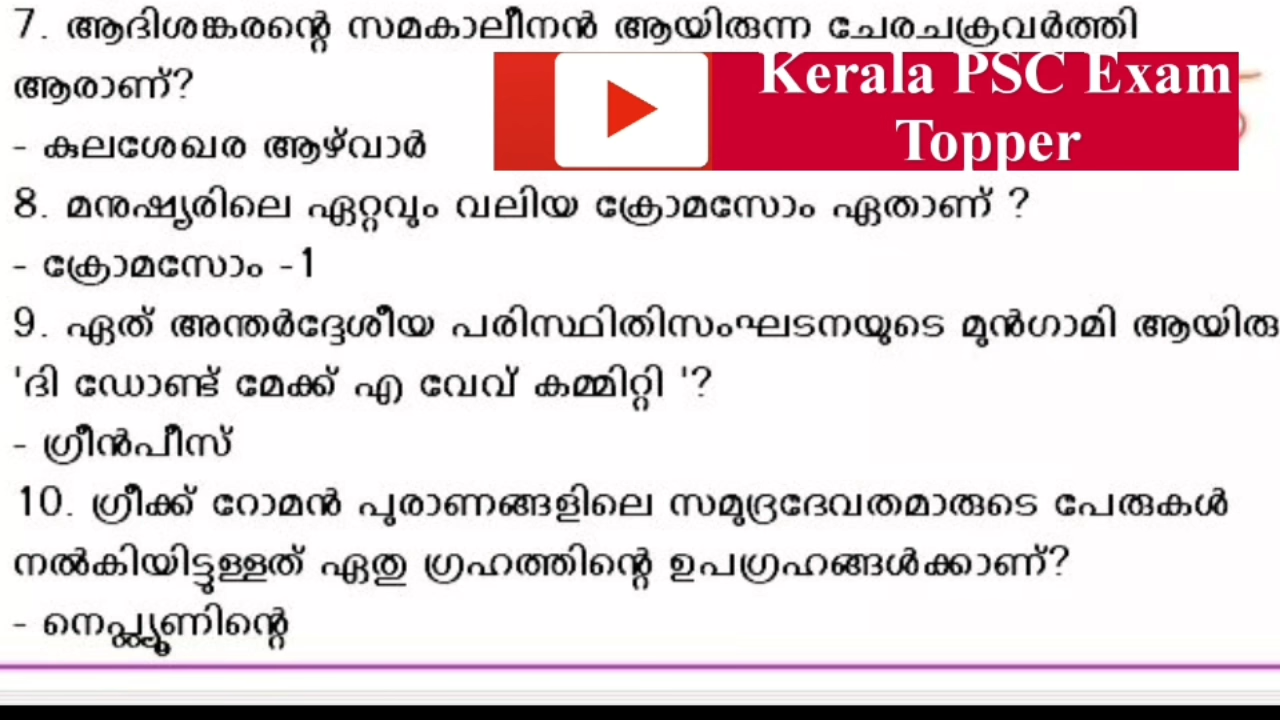 7. ആദിശങ്കരന്റെ സമകാലീനൻ ആയിരുന്ന ചേരചക്രവർത്തി
ആരാണ്?
Kerala PSC Exam
Topper
- കുലശേഖര ആഴ്‌വാർ
8. മനുഷ്യരിലെ ഏറ്റവും വലിയ ക്രോമസോം ഏതാണ് ?
- ക്രോമസോം -1
9. ഏത് അന്തർദ്ദേശീയ പരിസ്ഥിതിസംഘടനയുടെ മുൻഗാമി ആയിരു
'ദി ഡോണ്ട് മേക്ക് എ വേവ് കമ്മിറ്റി '?
- ഗ്രീൻപീസ്
10. ഗ്രീക്ക് റോമൻ പുരാണങ്ങളിലെ സമുദ്രദേവതമാരുടെ പേരുകൾ
നൽകിയിട്ടുള്ളത് ഏതു ഗ്രഹത്തിന്റെ ഉപഗ്രഹങ്ങൾക്കാണ്?
- നെപ്റ്റ്യൂണിന്റെ